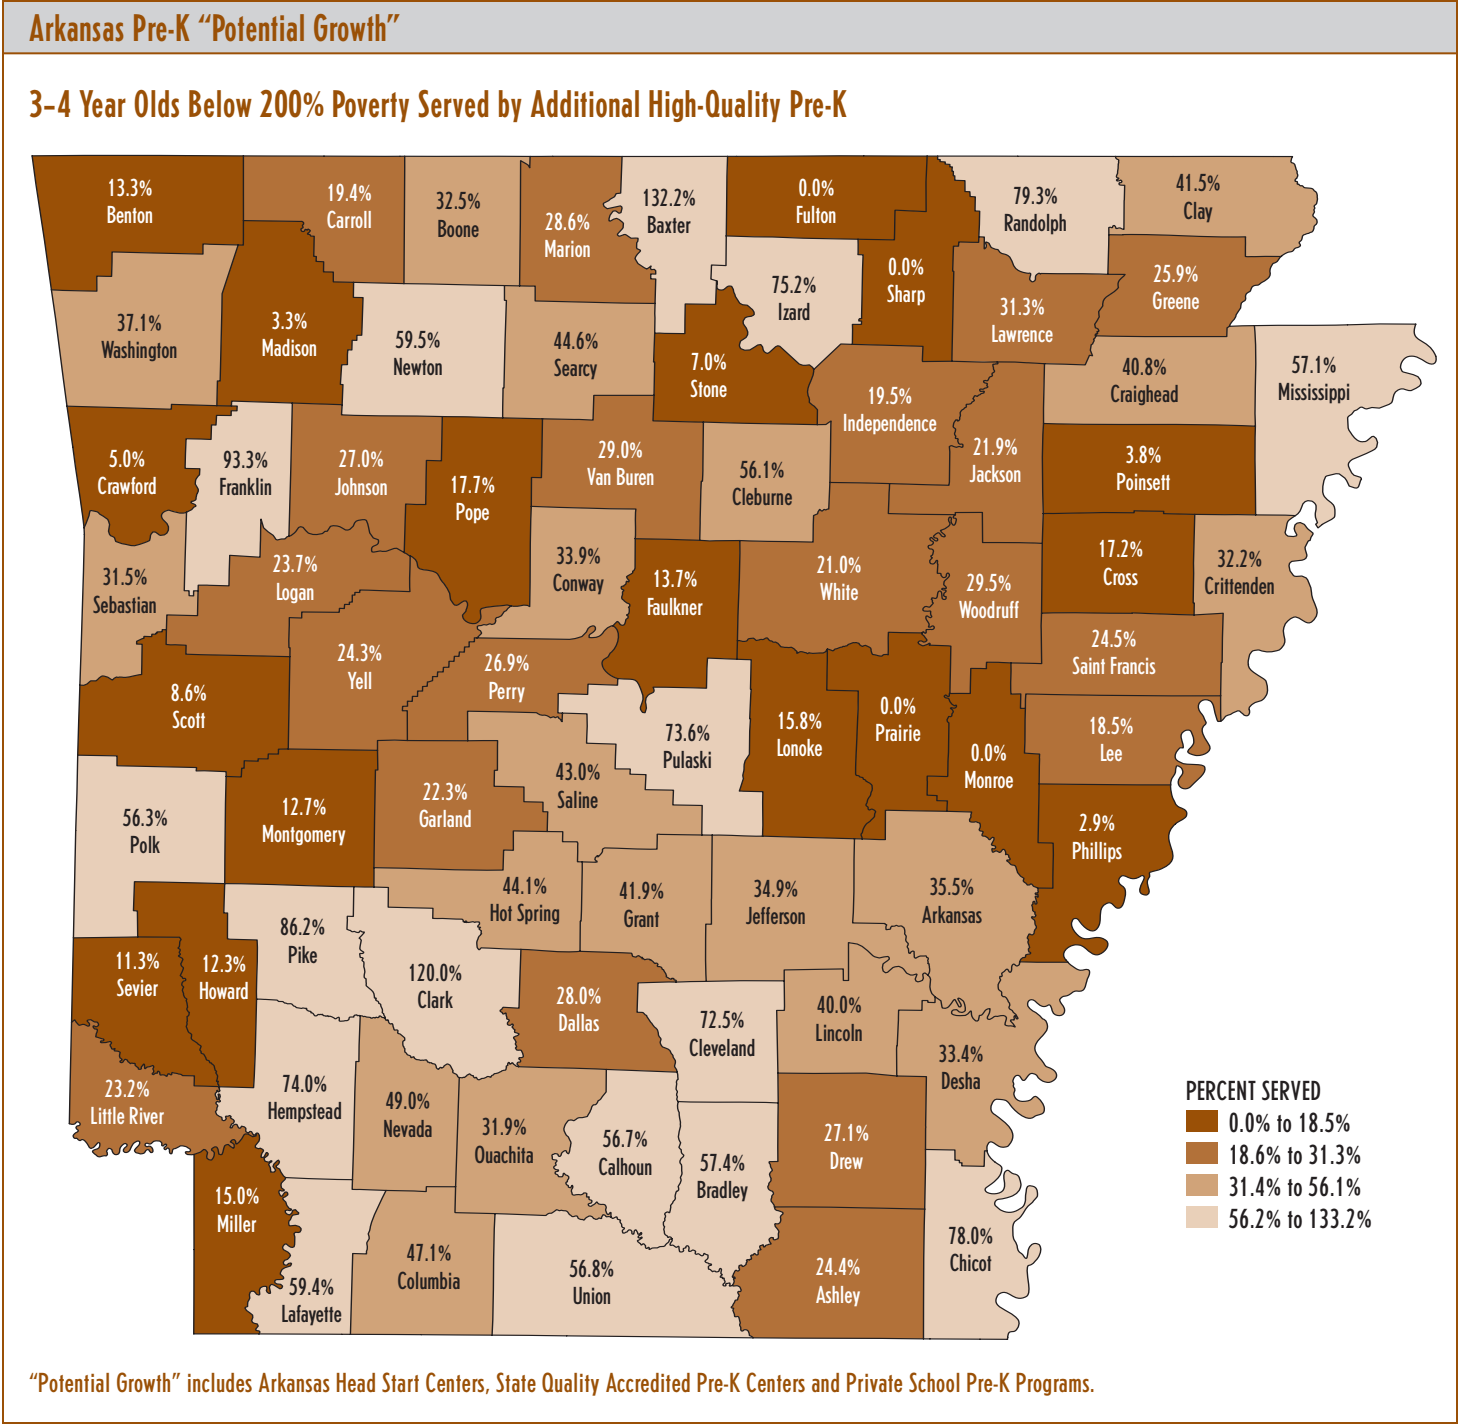 Arkansas Pre-K “Potential Growth”
3–4 Year Olds Below 200% Poverty Served by Additional High-Quality Pre-K
13.3%
Benton
19.4%
Carroll
32.5%
Boone
28.6%
Marion
132.2%
Baxter
0.0%
Fulton
0.0%
Sharp
79.3%
Randolph
41.5%
Clay
37.1%
Washington
3.3%
Madison
59.5%
Newton
44.6%
Searcy
7.0%
Stone
75.2%
Izard
31.3%
Lawrence
25.9%
Greene
19.5%
Independence
40.8%
Craighead
57.1%
Mississippi
5.0%
Crawford
93.3%
Franklin
27.0%
Johnson
17.7%
Pope
29.0%
Van Buren
56.1%
Cleburne
21.9%
Jackson
3.8%
Poinsett
31.5%
Sebastian
23.7%
Logan
33.9%
Conway
13.7%
Faulkner
21.0%
White
29.5%
Woodruff
17.2%
Cross
32.2%
Crittenden
8.6%
Scott
24.3%
Yell
26.9%
Perry
24.5%
Saint Francis
73.6%
Pulaski
15.8%
Lonoke
0.0%
Prairie
0.0%
Monroe
18.5%
Lee
56.3%
Polk
12.7%
Montgomery
22.3%
Garland
43.0%
Saline
2.9%
Phillips
44.1%
Hot Spring
41.9%
Grant
34.9%
Jefferson
35.5%
Arkansas
11.3%
Sevier
12.3%
Howard
86.2%
Pike
120.0%
Clark
28.0%
Dallas
72.5%
Cleveland
40.0%
Lincoln
33.4%
Desha
23.2%
Little River
74.0%
Hempstead
49.0%
Nevada
31.9%
Ouachita
56.7%
Calhoun
57.4%
Bradley
27.1%
Drew
15.0%
Miller
59.4%
Lafayette
47.1%
Columbia
56.8%
Union
24.4%
Ashley
78.0%
Chicot
PERCENT SERVED
0.0% to 18.5%
18.6% to 31.3%
31.4% to 56.1%
56.2% to 133.2%
“Potential Growth” includes Arkansas Head Start Centers, State Quality Accredited Pre-K Centers and Private School Pre-K Programs.